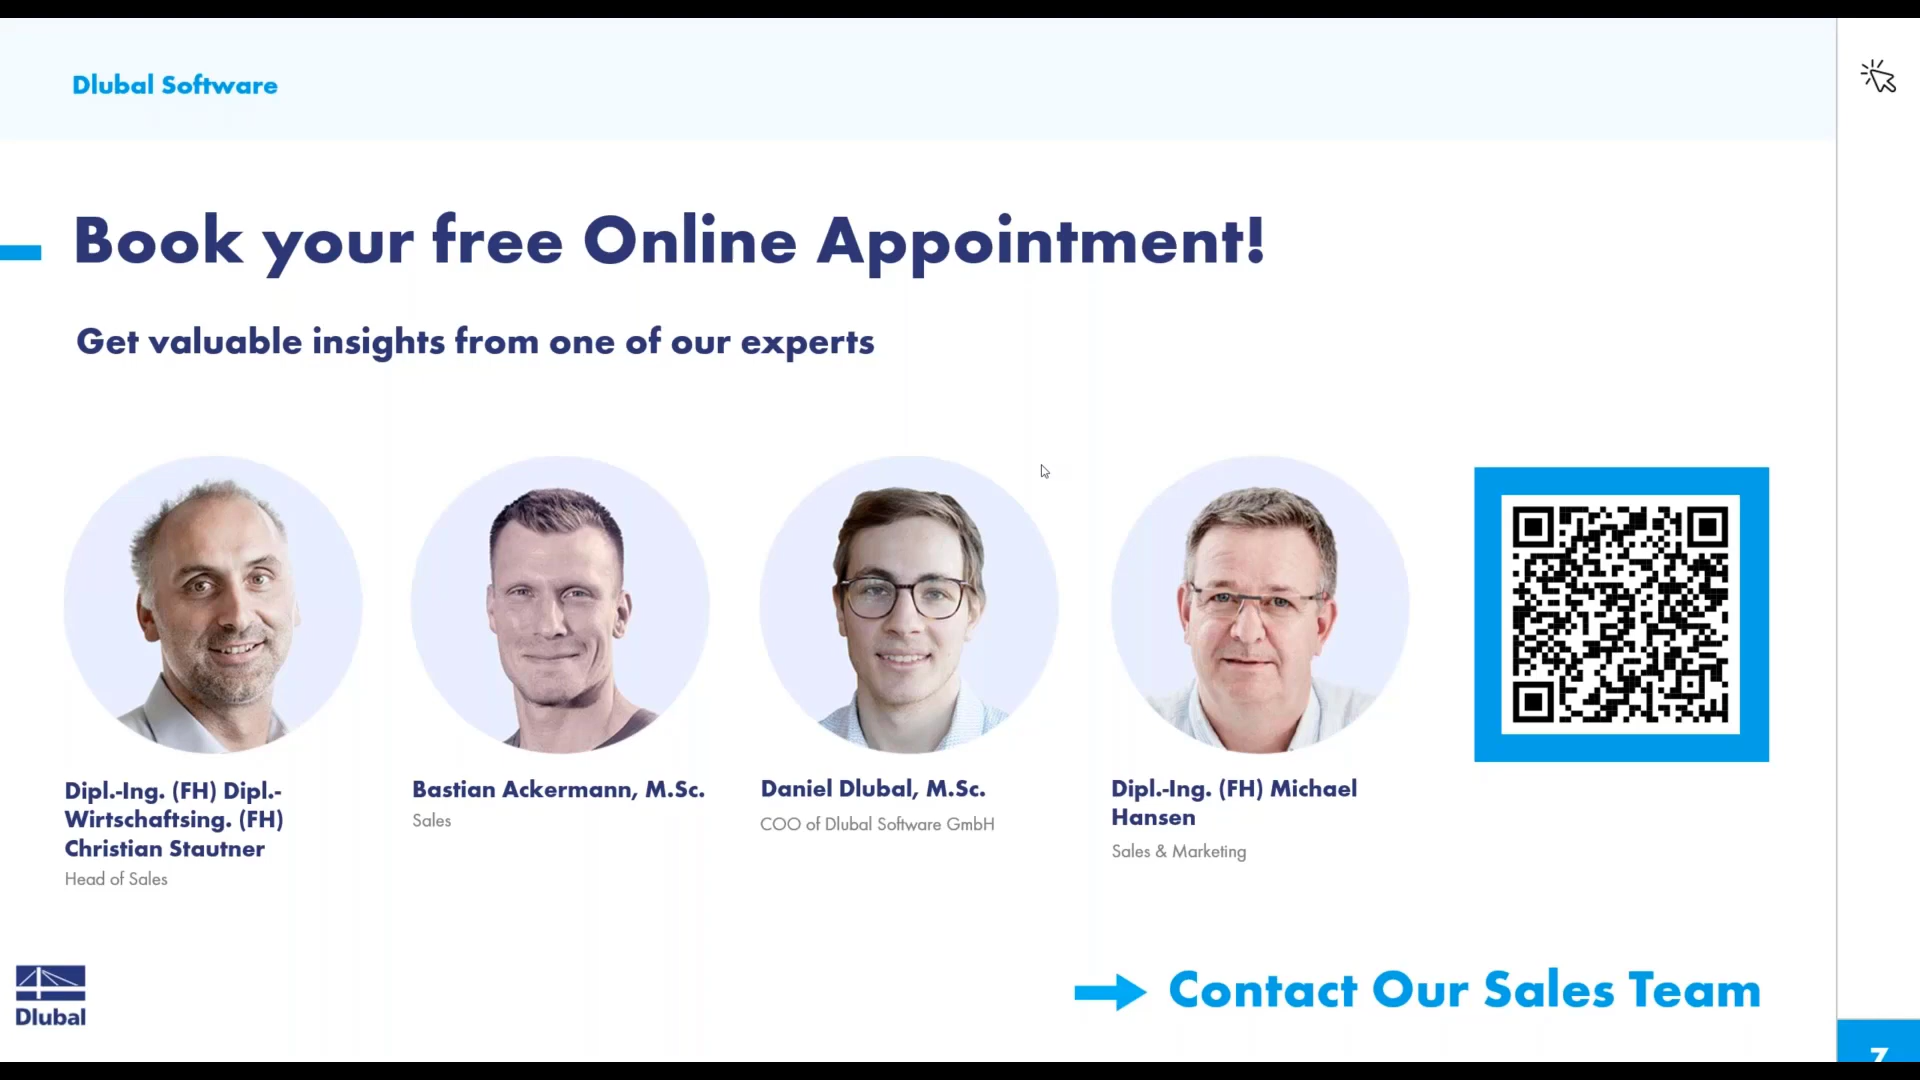 Dlubal Software
Book your free Online Appointment!
Get valuable insights from one of our experts
Dipl.-Ing. (FH) Dipl.-
Wirtschaftsing. (FH)
Christian Stautner
Head of Sales
Bastian Ackermann, M.Sc.
Sales
Daniel Dlubal, M.Sc.
COO of Dlubal Software GmbH
Dipl.-Ing. (FH) Michael
Hansen
Sales & Marketing
Contact Our Sales Team
Dlubal
7